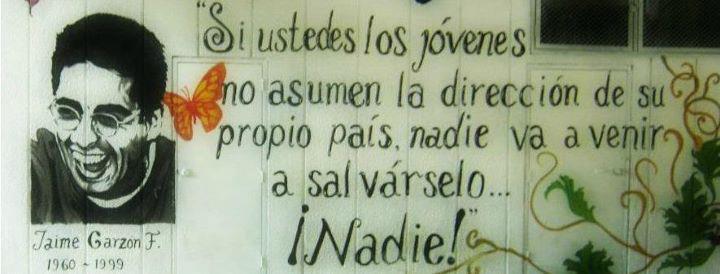 "Si ustedes los jóvenes
no asumen la dirección de su
propio país, nadie va a venir
a salvárselo...
¡Nadie!"
Jaime Garzon F.
1960 ~ 1999